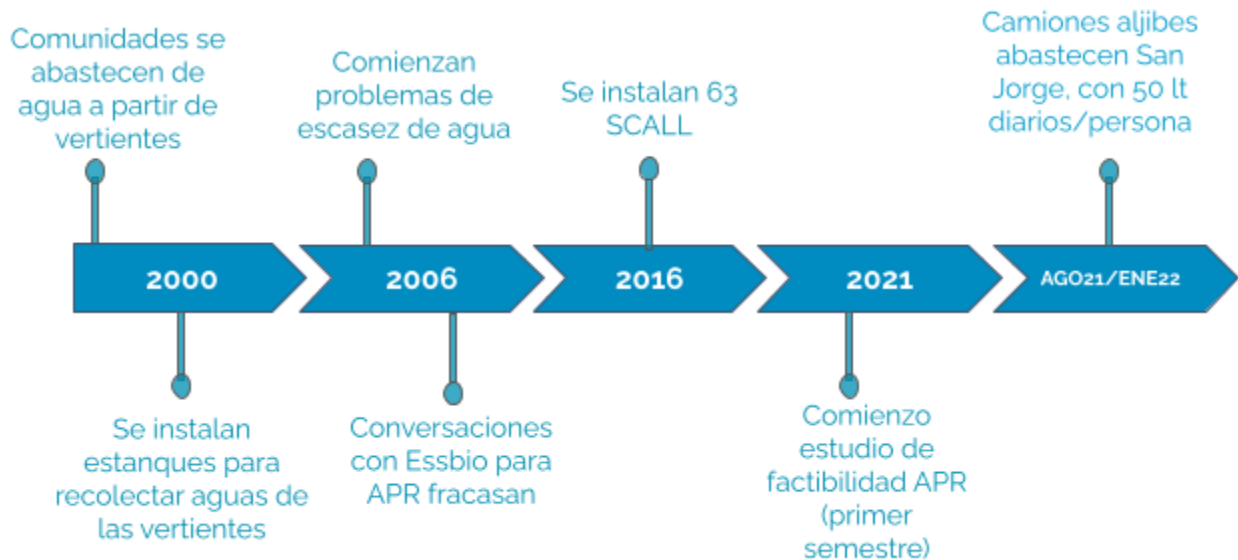 Comunidades se
abastecen de
agua a partir de
vertientes
Comienzan
problemas de
escasez de agua
Se instalan 63
SCALL
Camiones aljibes
abastecen San
Jorge, con 50 lt
diarios/persona
2000
2006
2016
2021
AGO21/ENE22
Se instalan
estanques para
recolectar aguas de
las vertientes
Conversaciones
con Essbio para
APR fracasan
Comienzo
estudio de
factibilidad APR
(primer
semestre)